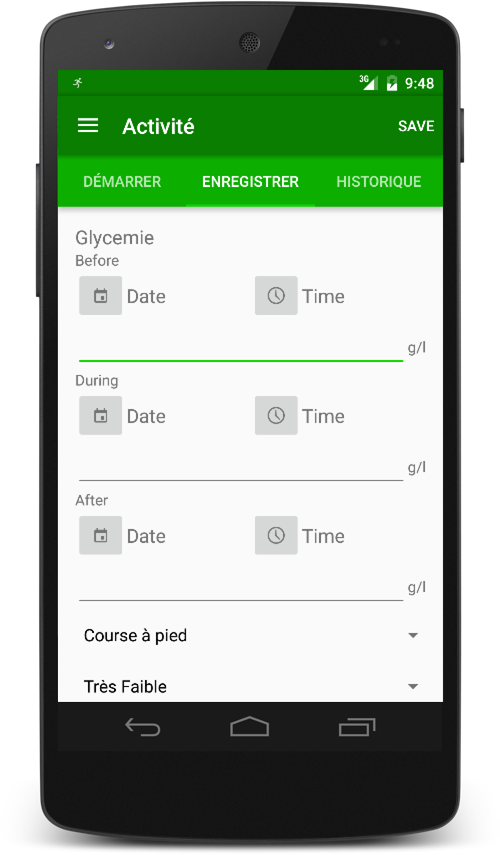 3G 9:48
Activité SAVE
DÉMARRER ENREGISTRER HISTORIQUE
Glycemie
Before
Date Time
g/l
During
Date Time
g/l
After
Date Time
g/l
Course à pied
Très Faible